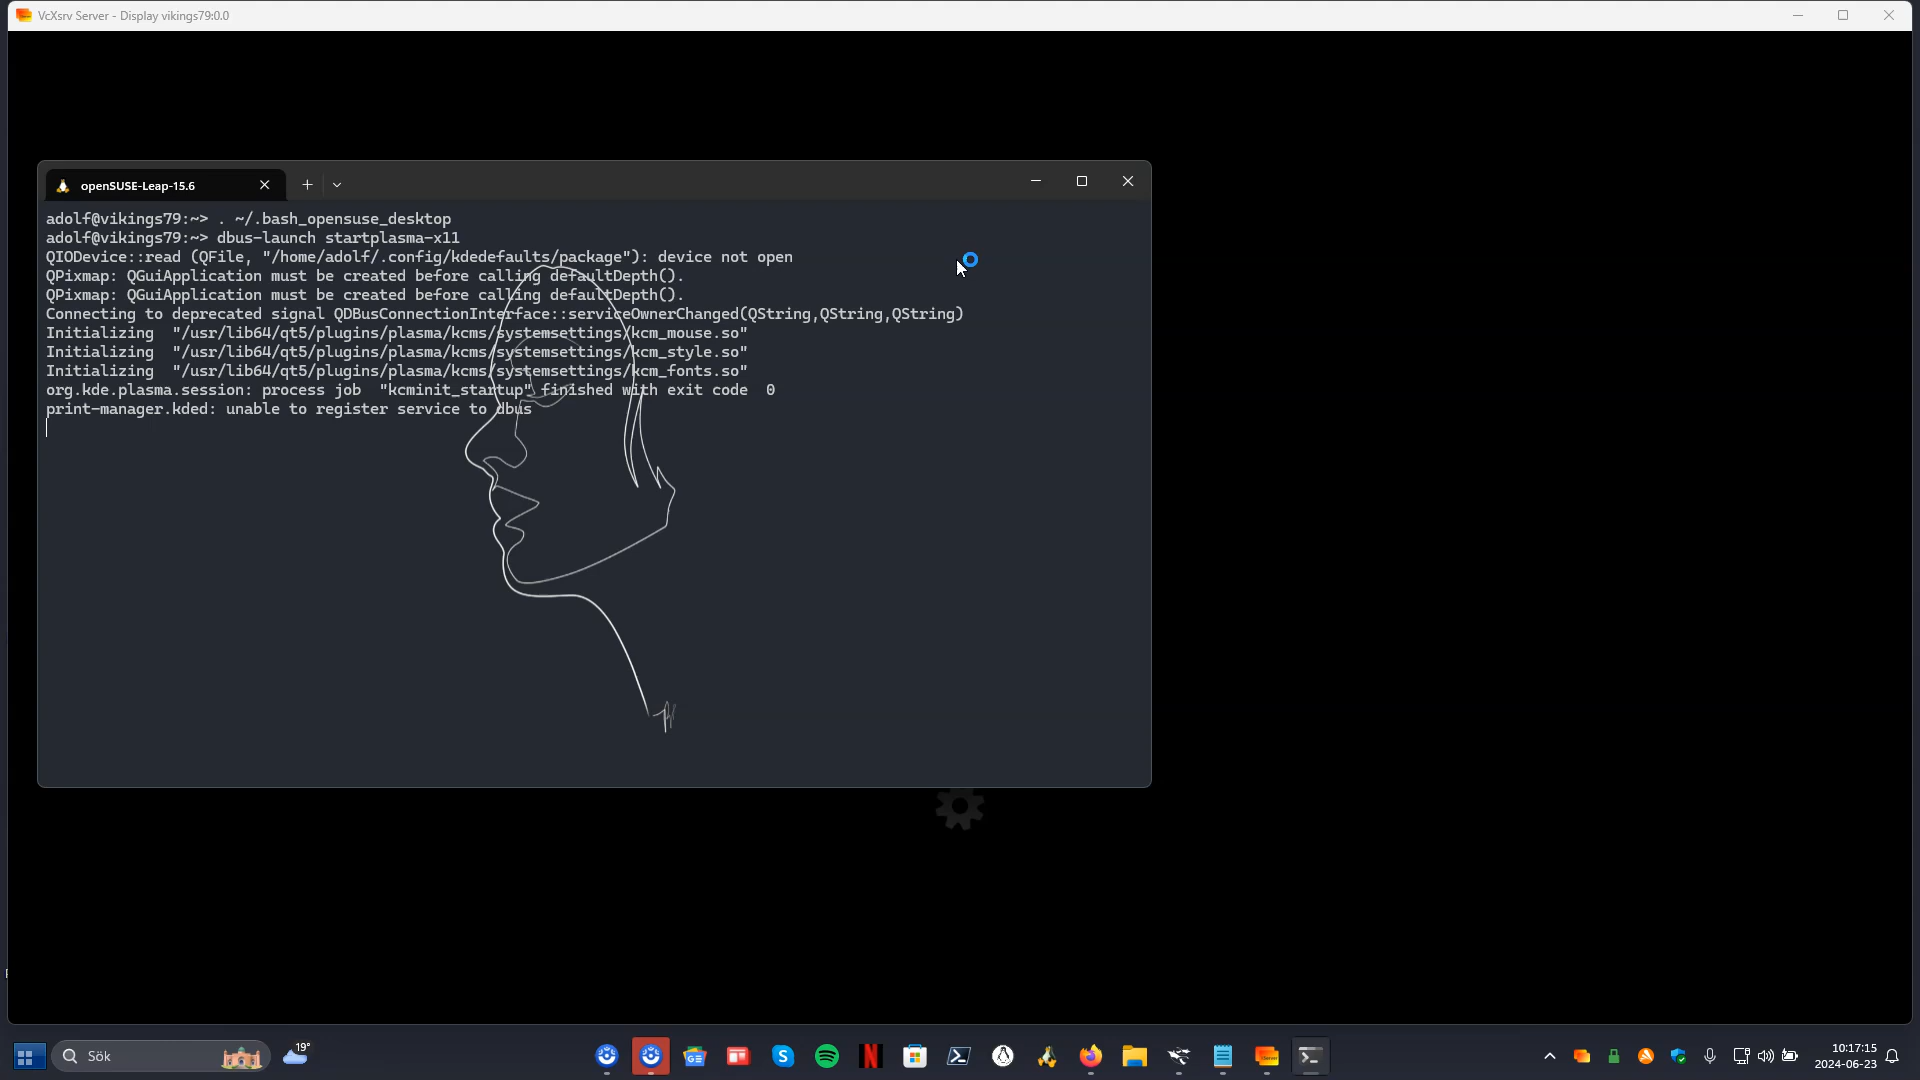 VcXsrv Server - Display vikings79:0.0
openSUSE-Leap-15.6
adolf@vikings79:~> . ~/.bash_opensuse_desktop
adolf@vikings79:~> dbus-launch startplasma-x11
QIODevice::read (QFile, "/home/adolf/.config/kdedefaults/package"): device not open
QPixmap: QGuiApplication must be created before calling defaultDepth().
QPixmap: QGuiApplication must be created before calling defaultDepth().
Connecting to deprecated signal QDBusConnectionInterface::serviceOwnerChanged(QString,QString,QString)
Initializing  "/usr/lib64/qt5/plugins/plasma/kcms/systemsettings/kcm_mouse.so"
Initializing  "/usr/lib64/qt5/plugins/plasma/kcms/systemsettings/kcm_style.so"
Initializing  "/usr/lib64/qt5/plugins/plasma/kcms/systemsettings/kcm_fonts.so"
org.kde.plasma.session: process job  "kcminit_startup" finished with exit code  0
print-manager.kded: unable to register service to dbus
Sök
19°
10:17:15
2024-06-23